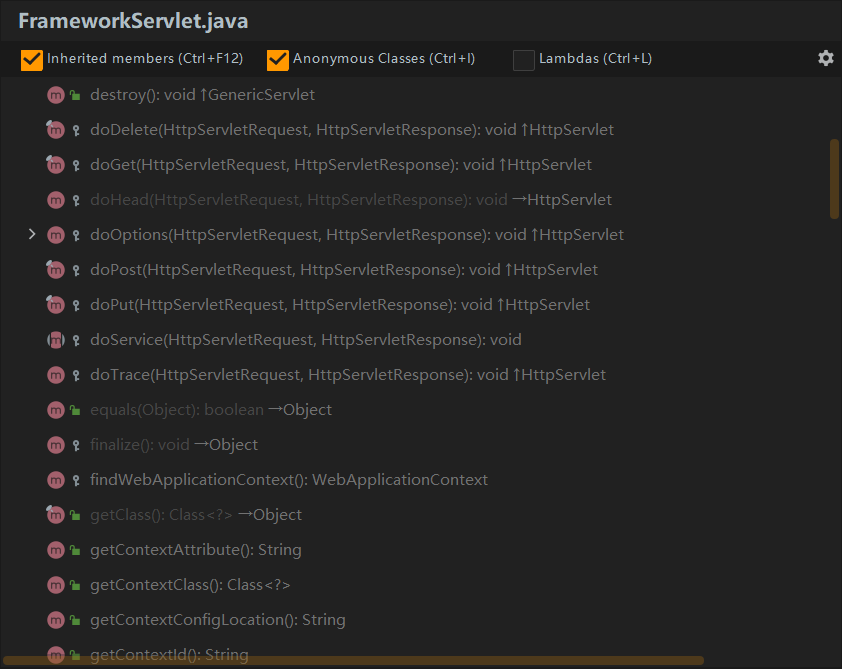 FrameworkServlet.java
Inherited members (Ctrl+F12) Anonymous Classes (Ctrl+I) Lambdas (Ctrl+L)
destroy(): void ↑GenericServlet
doDelete(HttpServletRequest, HttpServletResponse): void ↑HttpServlet
doGet(HttpServletRequest, HttpServletResponse): void ↑HttpServlet
doHead(HttpServletRequest, HttpServletResponse): void →HttpServlet
doOptions(HttpServletRequest, HttpServletResponse): void ↑HttpServlet
doPost(HttpServletRequest, HttpServletResponse): void ↑HttpServlet
doPut(HttpServletRequest, HttpServletResponse): void ↑HttpServlet
doService(HttpServletRequest, HttpServletResponse): void
doTrace(HttpServletRequest, HttpServletResponse): void ↑HttpServlet
equals(Object): boolean →Object
finalize(): void →Object
findWebApplicationContext(): WebApplicationContext
getClass(): Class<?> →Object
getContextAttribute(): String
getContextClass(): Class<?>
getContextConfigLocation(): String
getContextId(): String